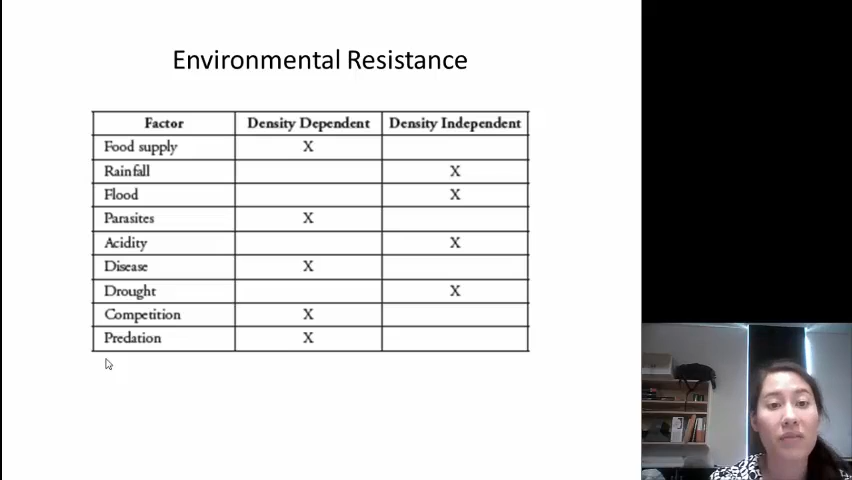 Environmental Resistance
Factor Density Dependent Density Independent
Food supply X
Rainfall X
Flood X
Parasites X
Acidity X
Disease X
Drought X
Competition X
Predation X